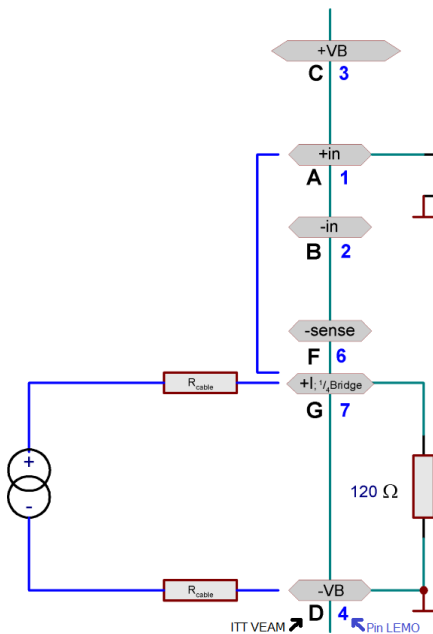 +VB
C 3
+in
A 1
-in
B 2
-sense
F 6
Rcable
+I; 1/4Bridge
G 7
+
-
120 Ω
Rcable
-VB
ITT VEAM D 4 Pin LEMO